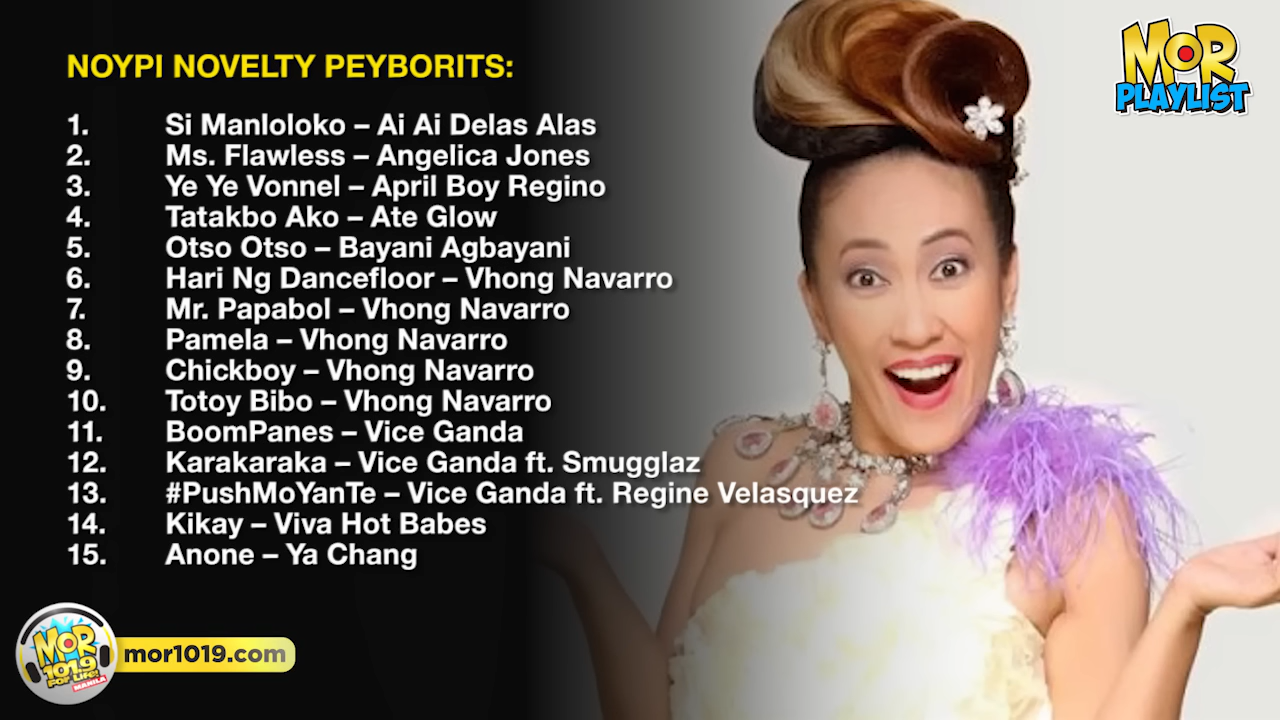 NOYPI NOVELTY PEYBORITS:
1. Si Manloloko – Ai Ai Delas Alas
2. Ms. Flawless – Angelica Jones
3. Ye Ye Vonnel – April Boy Regino
4. Tatakbo Ako – Ate Glow
5. Otso Otso – Bayani Agbayani
6. Hari Ng Dancefloor – Vhong Navarro
7. Mr. Papabol – Vhong Navarro
8. Pamela – Vhong Navarro
9. Chickboy – Vhong Navarro
10. Totoy Bibo – Vhong Navarro
11. BoomPanes – Vice Ganda
12. Karakaraka – Vice Ganda ft. Smugglaz
13. #PushMoYanTe – Vice Ganda ft. Regine Velasquez
14. Kikay – Viva Hot Babes
15. Anone – Ya Chang
MOR
PLAYLIST
MOR
101.9
FOR LIFE!
MANILA
mor1019.com